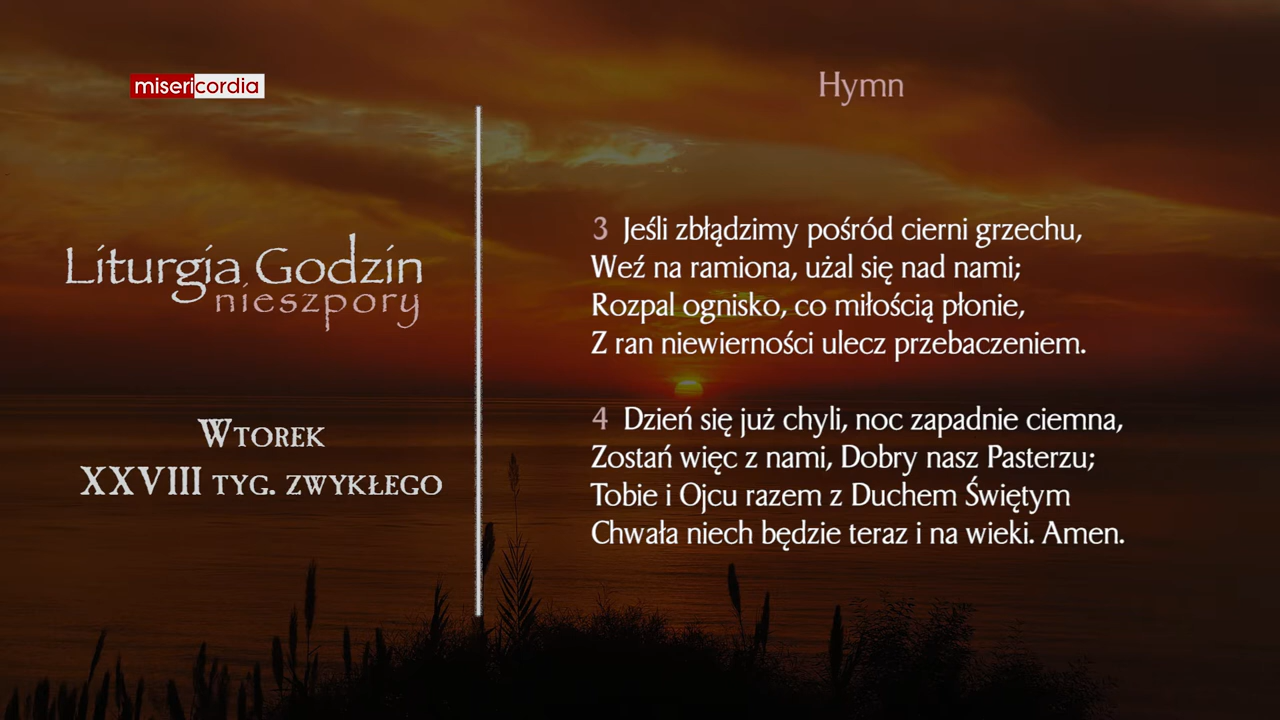 misericordia
Liturgia Godzin
nieszpory
Wtorek
XXVIII tyg. zwykłego
Hymn
3 Jeśli zbłądzimy pośród cierni grzechu,
Weź na ramiona, użal się nad nami;
Rozpal ognisko, co miłością płonie,
Z ran niewierności ulecz przebaczeniem.
4 Dzień się już chyli, noc zapadnie ciemna,
Zostań więc z nami, Dobry nasz Pasterzu;
Tobie i Ojcu razem z Duchem Świętym
Chwała niech będzie teraz i na wieki. Amen.